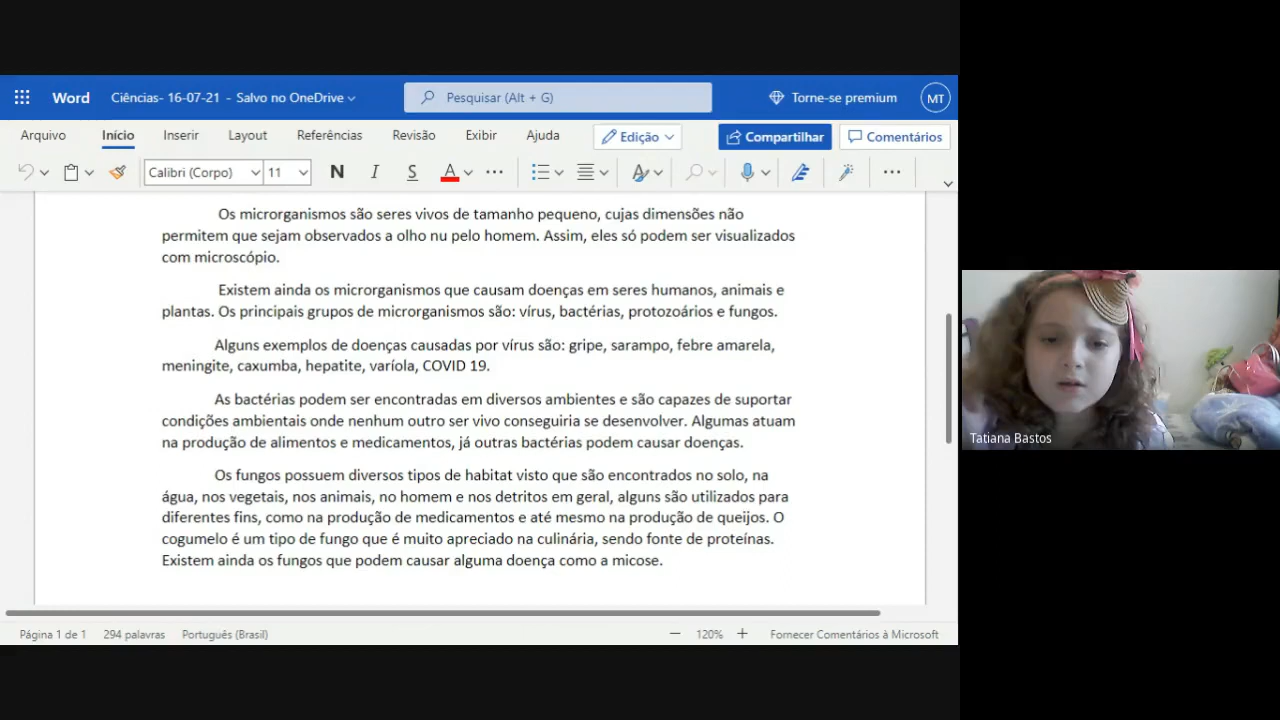 Word Ciências- 16-07-21 - Salvo no OneDrive Pesquisar (Alt + G) Torne-se premium MT
Arquivo Início Inserir Layout Referências Revisão Exibir Ajuda Edição Compartilhar Comentários
Calibri (Corpo) 11 N I S A
Os microrganismos são seres vivos de tamanho pequeno, cujas dimensões não
permitem que sejam observados a olho nu pelo homem. Assim, eles só podem ser visualizados
com microscópio.
Existem ainda os microrganismos que causam doenças em seres humanos, animais e
plantas. Os principais grupos de microrganismos são: vírus, bactérias, protozoários e fungos.
Alguns exemplos de doenças causadas por vírus são: gripe, sarampo, febre amarela,
meningite, caxumba, hepatite, varíola, COVID 19.
As bactérias podem ser encontradas em diversos ambientes e são capazes de suportar
condições ambientais onde nenhum outro ser vivo conseguiria se desenvolver. Algumas atuam
na produção de alimentos e medicamentos, já outras bactérias podem causar doenças.
Os fungos possuem diversos tipos de habitat visto que são encontrados no solo, na
água, nos vegetais, nos animais, no homem e nos detritos em geral, alguns são utilizados para
diferentes fins, como na produção de medicamentos e até mesmo na produção de queijos. O
cogumelo é um tipo de fungo que é muito apreciado na culinária, sendo fonte de proteínas.
Existem ainda os fungos que podem causar alguma doença como a micose.
Página 1 de 1 294 palavras Português (Brasil) 120% Fornecer Comentários à Microsoft
Tatiana Bastos